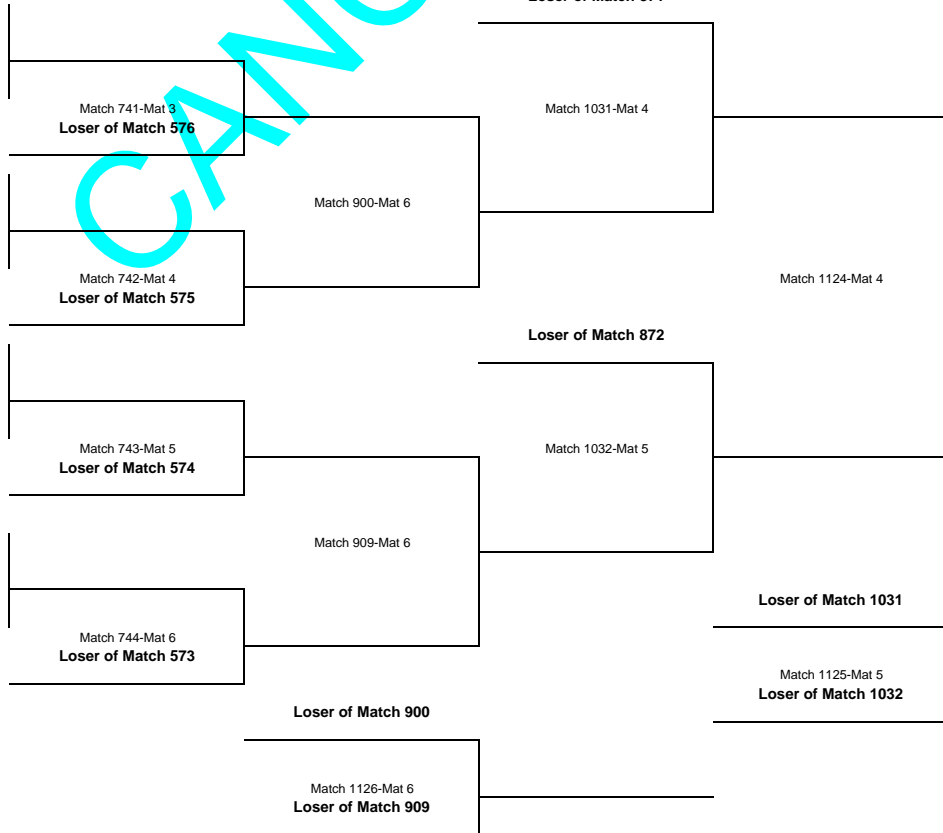 Match 1031-Mat 4
Match 741-Mat 3
Loser of Match 576
Match 900-Mat 6
Match 742-Mat 4
Loser of Match 575
Match 1124-Mat 4
Loser of Match 872
Match 743-Mat 5
Loser of Match 574
Match 1032-Mat 5
Match 909-Mat 6
Loser of Match 1031
Match 744-Mat 6
Loser of Match 573
Match 1125-Mat 5
Loser of Match 1032
Loser of Match 900
Match 1126-Mat 6
Loser of Match 909